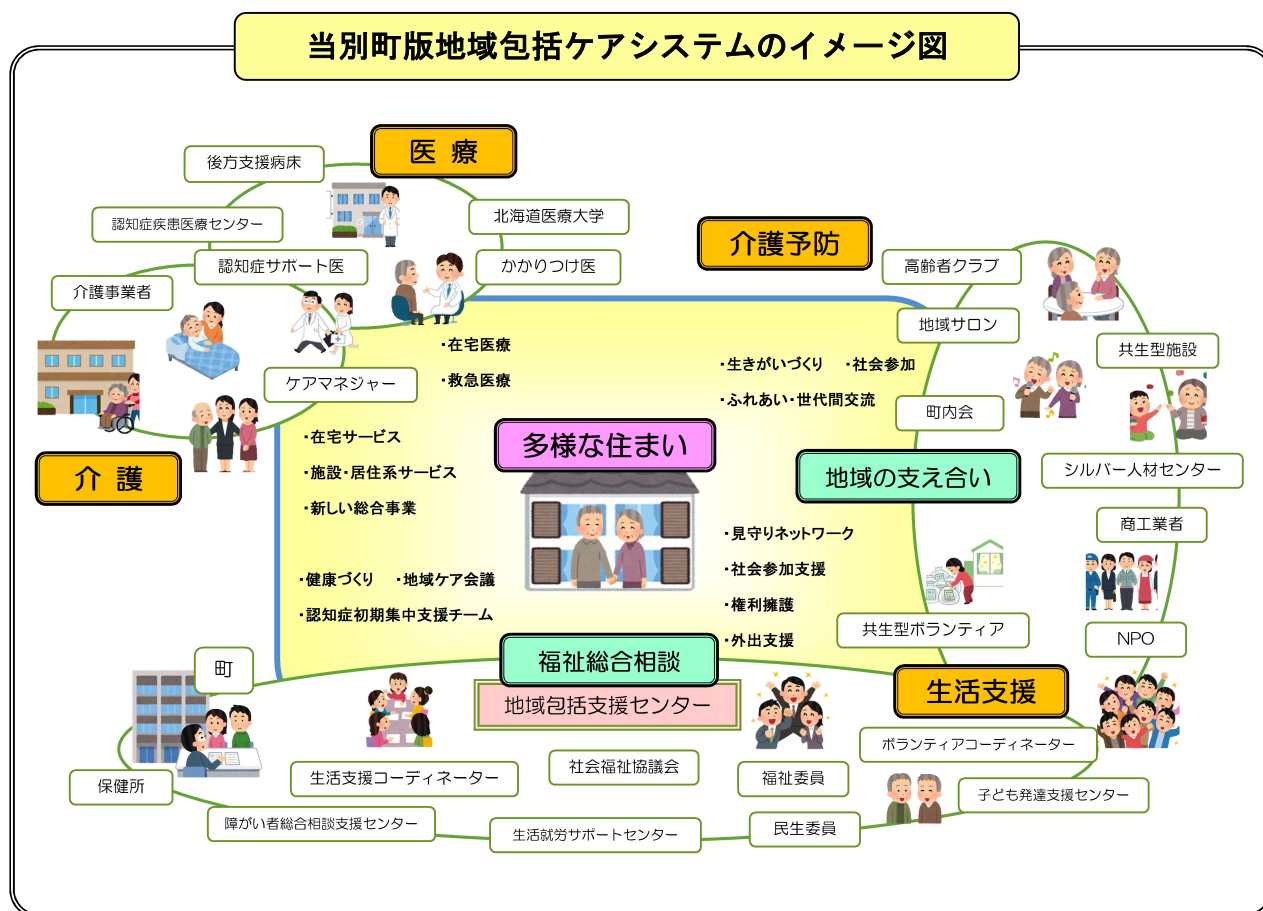 当別町版地域包括ケアシステムのイメージ図
医 療
後方支援病床
認知症疾患医療センター
北海道医療大学
認知症サポート医
かかりつけ医
介護事業者
ケアマネジャー
介 護
介護予防
高齢者クラブ
地域サロン
共生型施設
町内会
シルバー人材センター
地域の支え合い
商工業者
共生型ボランティア
NPO
・在宅医療
・救急医療
・生きがいづくり ・社会参加
・ふれあい・世代間交流
多様な住まい
・在宅サービス
・施設・居住系サービス
・新しい総合事業
・見守りネットワーク
・社会参加支援
・権利擁護
・外出支援
・健康づくり ・地域ケア会議
・認知症初期集中支援チーム
福祉総合相談
地域包括支援センター
生活支援
町
ボランティアコーディネーター
生活支援コーディネーター
社会福祉協議会
福祉委員
保健所
子ども発達支援センター
障がい者総合相談支援センター
生活就労サポートセンター
民生委員